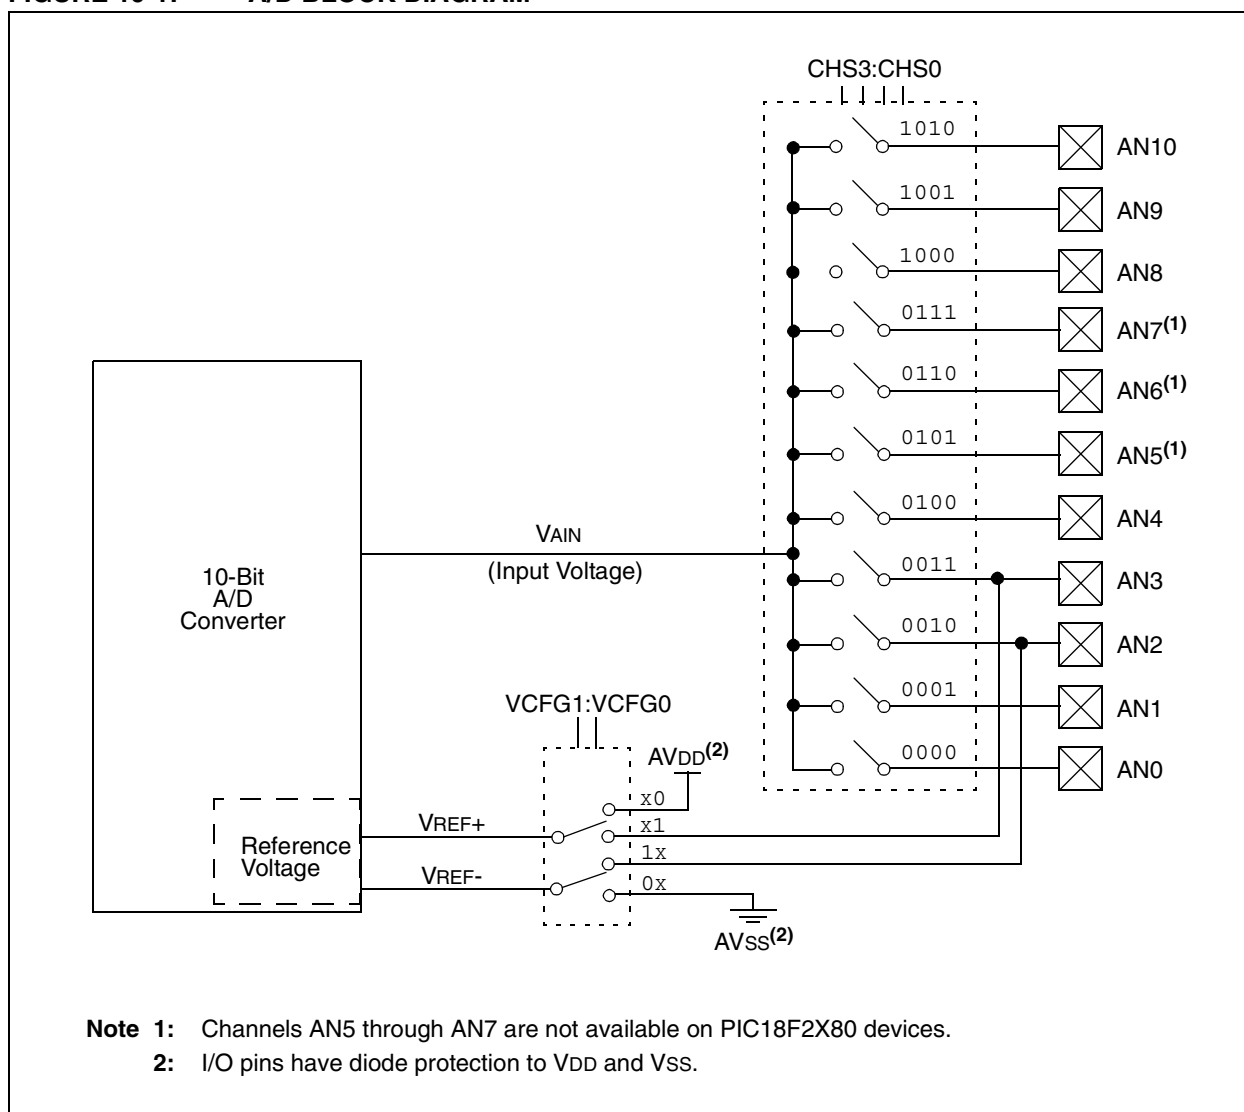 CHS3:CHS0
1010 AN10
1001 AN9
1000 AN8
0111 AN7(1)
0110 AN6(1)
0101 AN5(1)
0100 AN4
VAIN
(Input Voltage)
0011 AN3
10-Bit
A/D
Converter
0010 AN2
0001 AN1
VCFG1:VCFG0
AVDD(2)
0000 AN0
x0
VREF+
x1
Reference
Voltage
1x
VREF-
0x
AVSS(2)
Note 1: Channels AN5 through AN7 are not available on PIC18F2X80 devices.
2: I/O pins have diode protection to VDD and VSS.